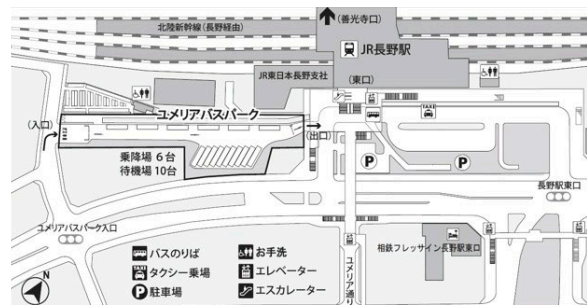 (善光寺口)
北陸新幹線(長野経由)
JR長野駅
JR東日本長野支社
(東口)
ユメリアバスパーク
(入口)
(出口)
TAXI
乗降場 6台
待機場 10台
P
P
長野駅東口
ユメリアバスパーク入口
相鉄フレッサイン長野駅東口
ユメリア通り
バスのりば
お手洗
TAXI
タクシー乗場
エレベーター
P
駐車場
エスカレーター
N